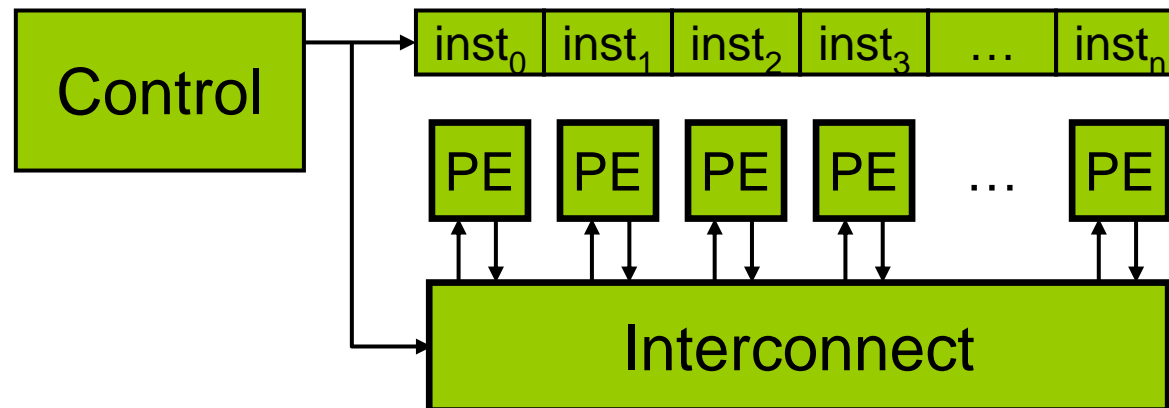 Control
inst₀ inst₁ inst₂ inst₃ … instₙ
PE PE PE PE … PE
Interconnect